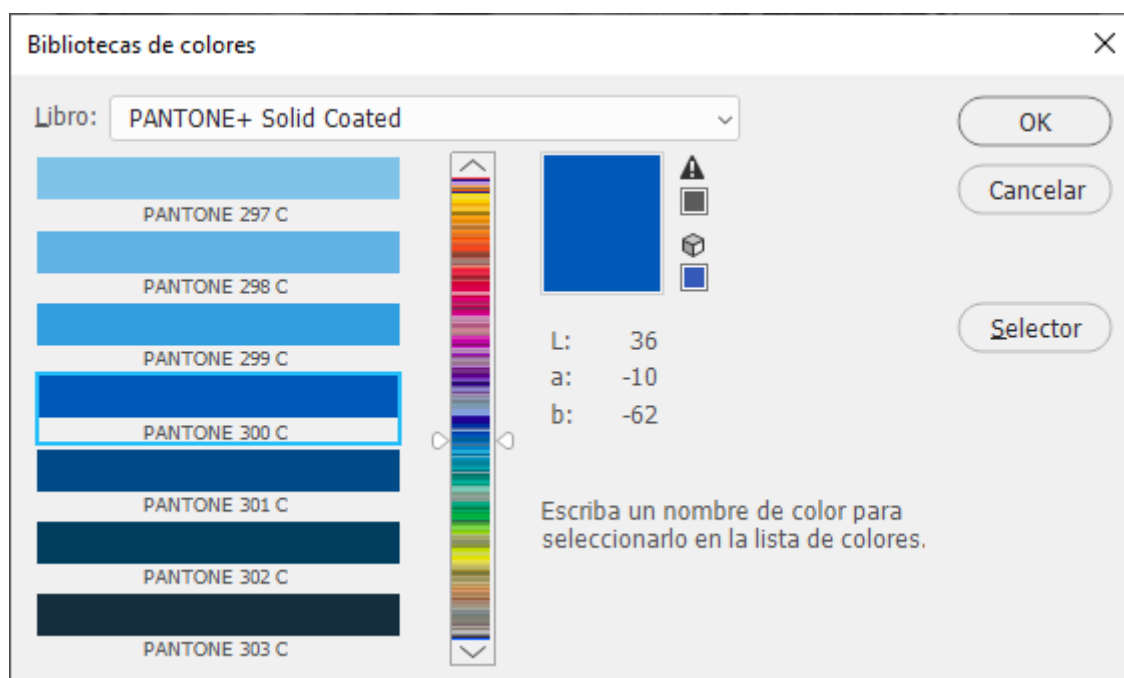 Bibliotecas de colores
Libro: PANTONE+ Solid Coated
OK
Cancelar
Selector
PANTONE 297 C
PANTONE 298 C
PANTONE 299 C
PANTONE 300 C
PANTONE 301 C
PANTONE 302 C
PANTONE 303 C
L: 36
a: -10
b: -62
Escriba un nombre de color para
seleccionarlo en la lista de colores.